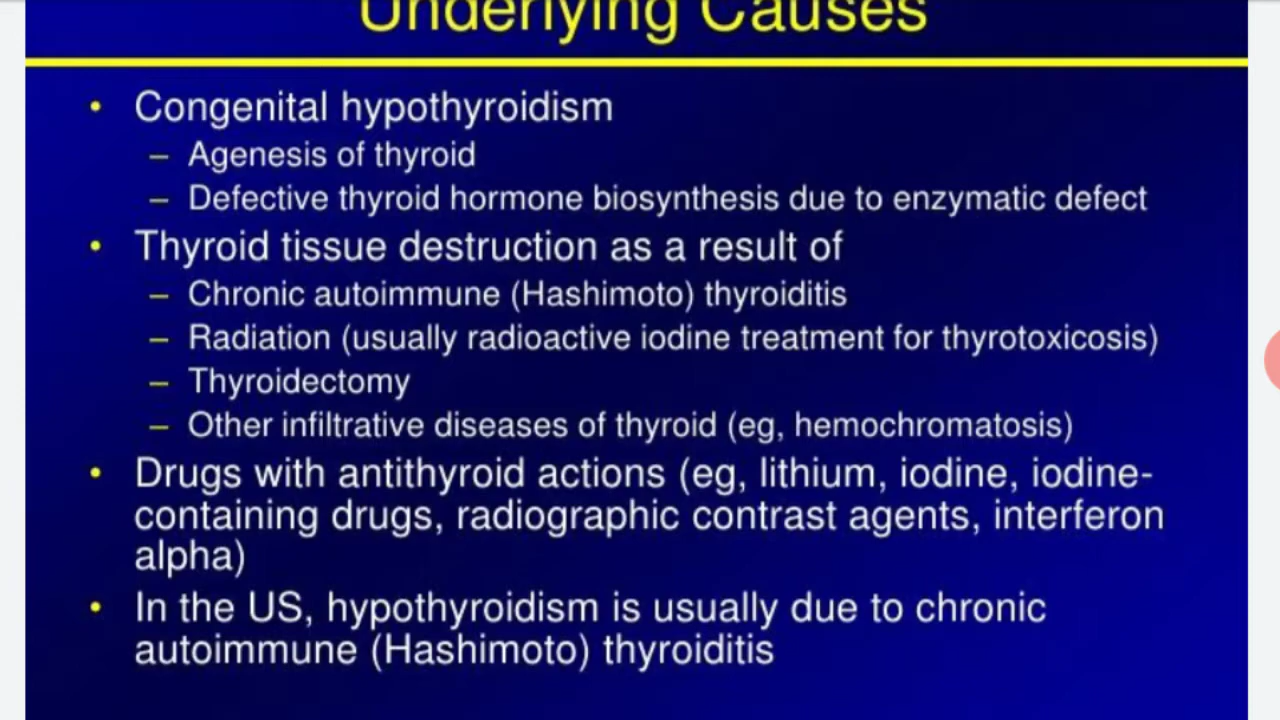 Underlying Causes
• Congenital hypothyroidism
– Agenesis of thyroid
– Defective thyroid hormone biosynthesis due to enzymatic defect
• Thyroid tissue destruction as a result of
– Chronic autoimmune (Hashimoto) thyroiditis
– Radiation (usually radioactive iodine treatment for thyrotoxicosis)
– Thyroidectomy
– Other infiltrative diseases of thyroid (eg, hemochromatosis)
• Drugs with antithyroid actions (eg, lithium, iodine, iodine-
containing drugs, radiographic contrast agents, interferon
alpha)
• In the US, hypothyroidism is usually due to chronic
autoimmune (Hashimoto) thyroiditis